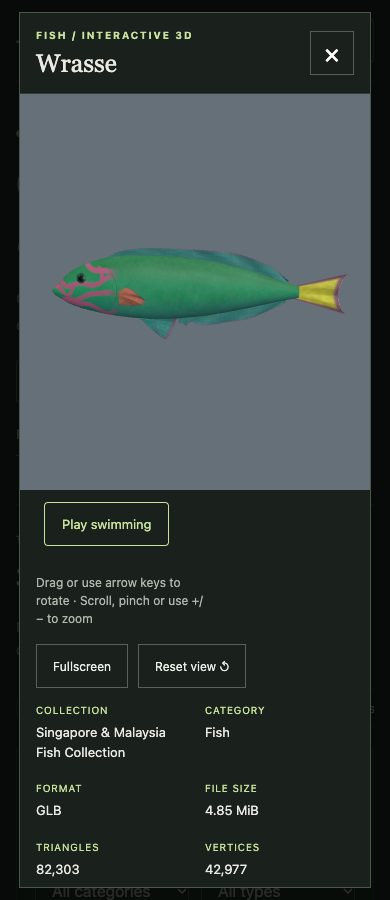 FISH / INTERACTIVE 3D
Wrasse
×
Play swimming
Drag or use arrow keys to
rotate · Scroll, pinch or use +/
− to zoom
Fullscreen
Reset view ↺
COLLECTION
Singapore & Malaysia
Fish Collection
CATEGORY
Fish
FORMAT
GLB
FILE SIZE
4.85 MiB
TRIANGLES
82,303
VERTICES
42,977
All categories
All types